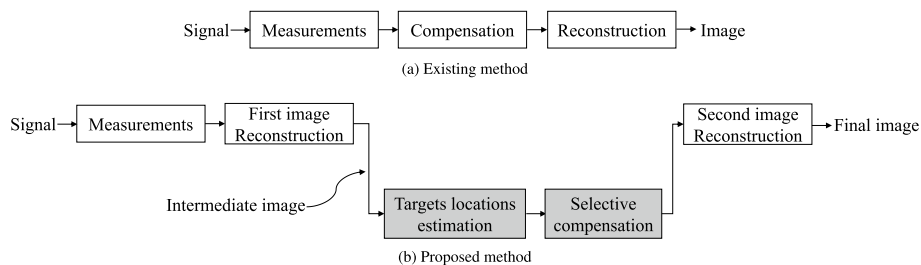 Signal
Measurements
Compensation
Reconstruction
Image
(a) Existing method
Signal
Measurements
First image
Reconstruction
Second image
Reconstruction
Final image
Intermediate image
Targets locations
estimation
Selective
compensation
(b) Proposed method